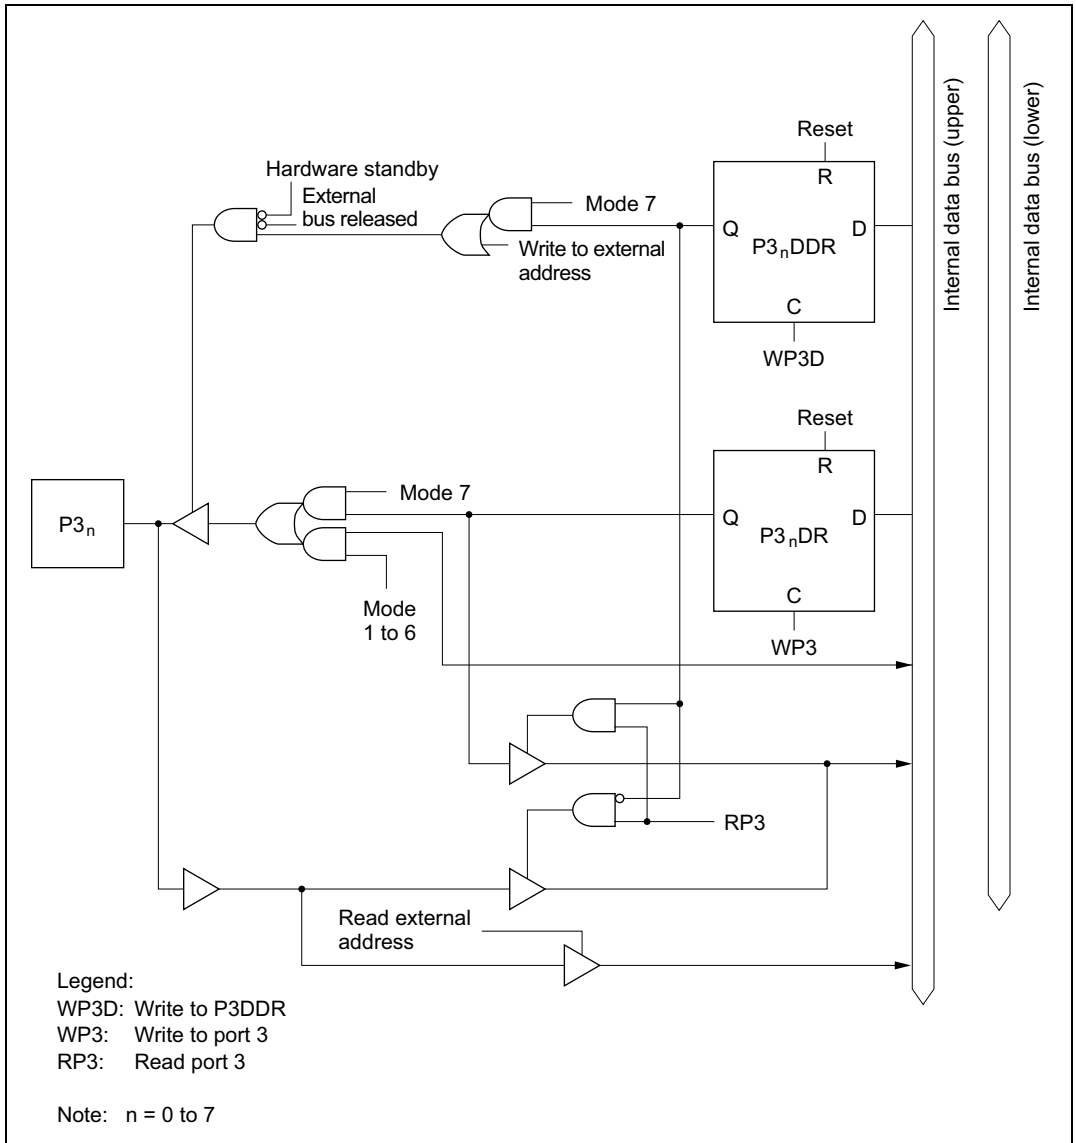 Reset
Hardware standby
R
External
bus released
Mode 7
Q
D
P3nDDR
Write to external
address
C
WP3D
Internal data bus (upper)
Internal data bus (lower)
Reset
R
Mode 7
P3n
Q
D
P3nDR
C
Mode
1 to 6
WP3
RP3
Read external
address
Legend:
WP3D: Write to P3DDR
WP3: Write to port 3
RP3: Read port 3
Note: n = 0 to 7